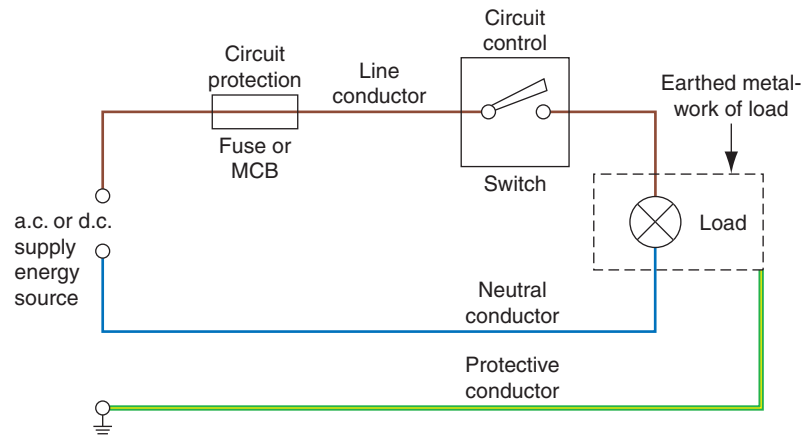 Circuit
control
Circuit
protection
Line
conductor
Earthed metal-
work of load
Fuse or
MCB
Switch
a.c. or d.c.
supply
energy
source
Load
Neutral
conductor
Protective
conductor